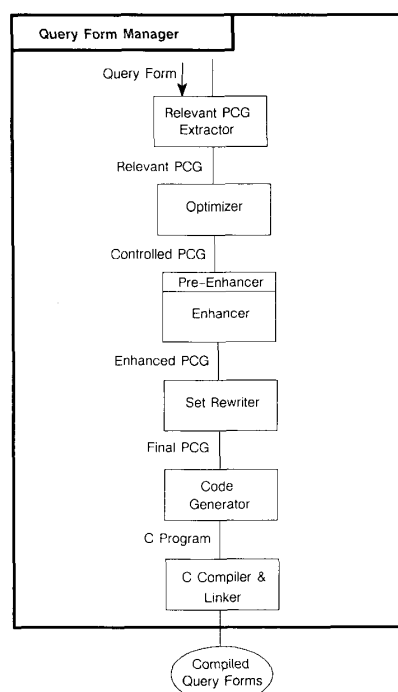 Query Form Manager
Query Form
Relevant PCG
Extractor
Relevant PCG
Optimizer
Controlled PCG
Pre-Enhancer
Enhancer
Enhanced PCG
Set Rewriter
Final PCG
Code
Generator
C Program
C Compiler &
Linker
Compiled
Query Forms